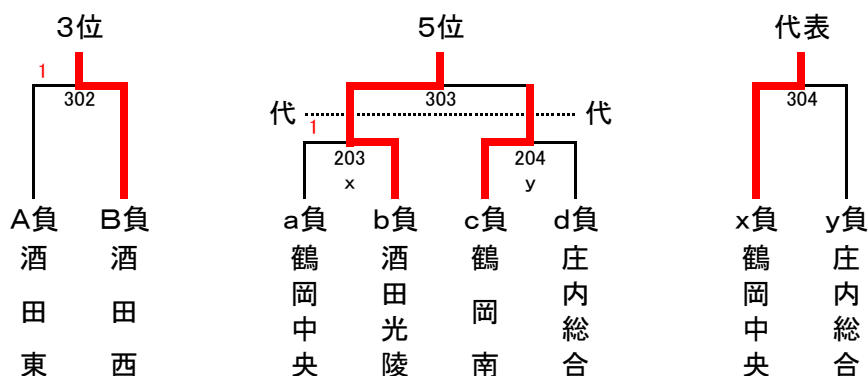 3位 5位 代表
1
302 303 304
代 代
1
203 204
x y
A負 B負 a負 b負 c負 d負 x負 y負
酒田東 酒田西 鶴岡中央 酒田光陵 鶴岡南 庄内総合 鶴岡中央 庄内総合